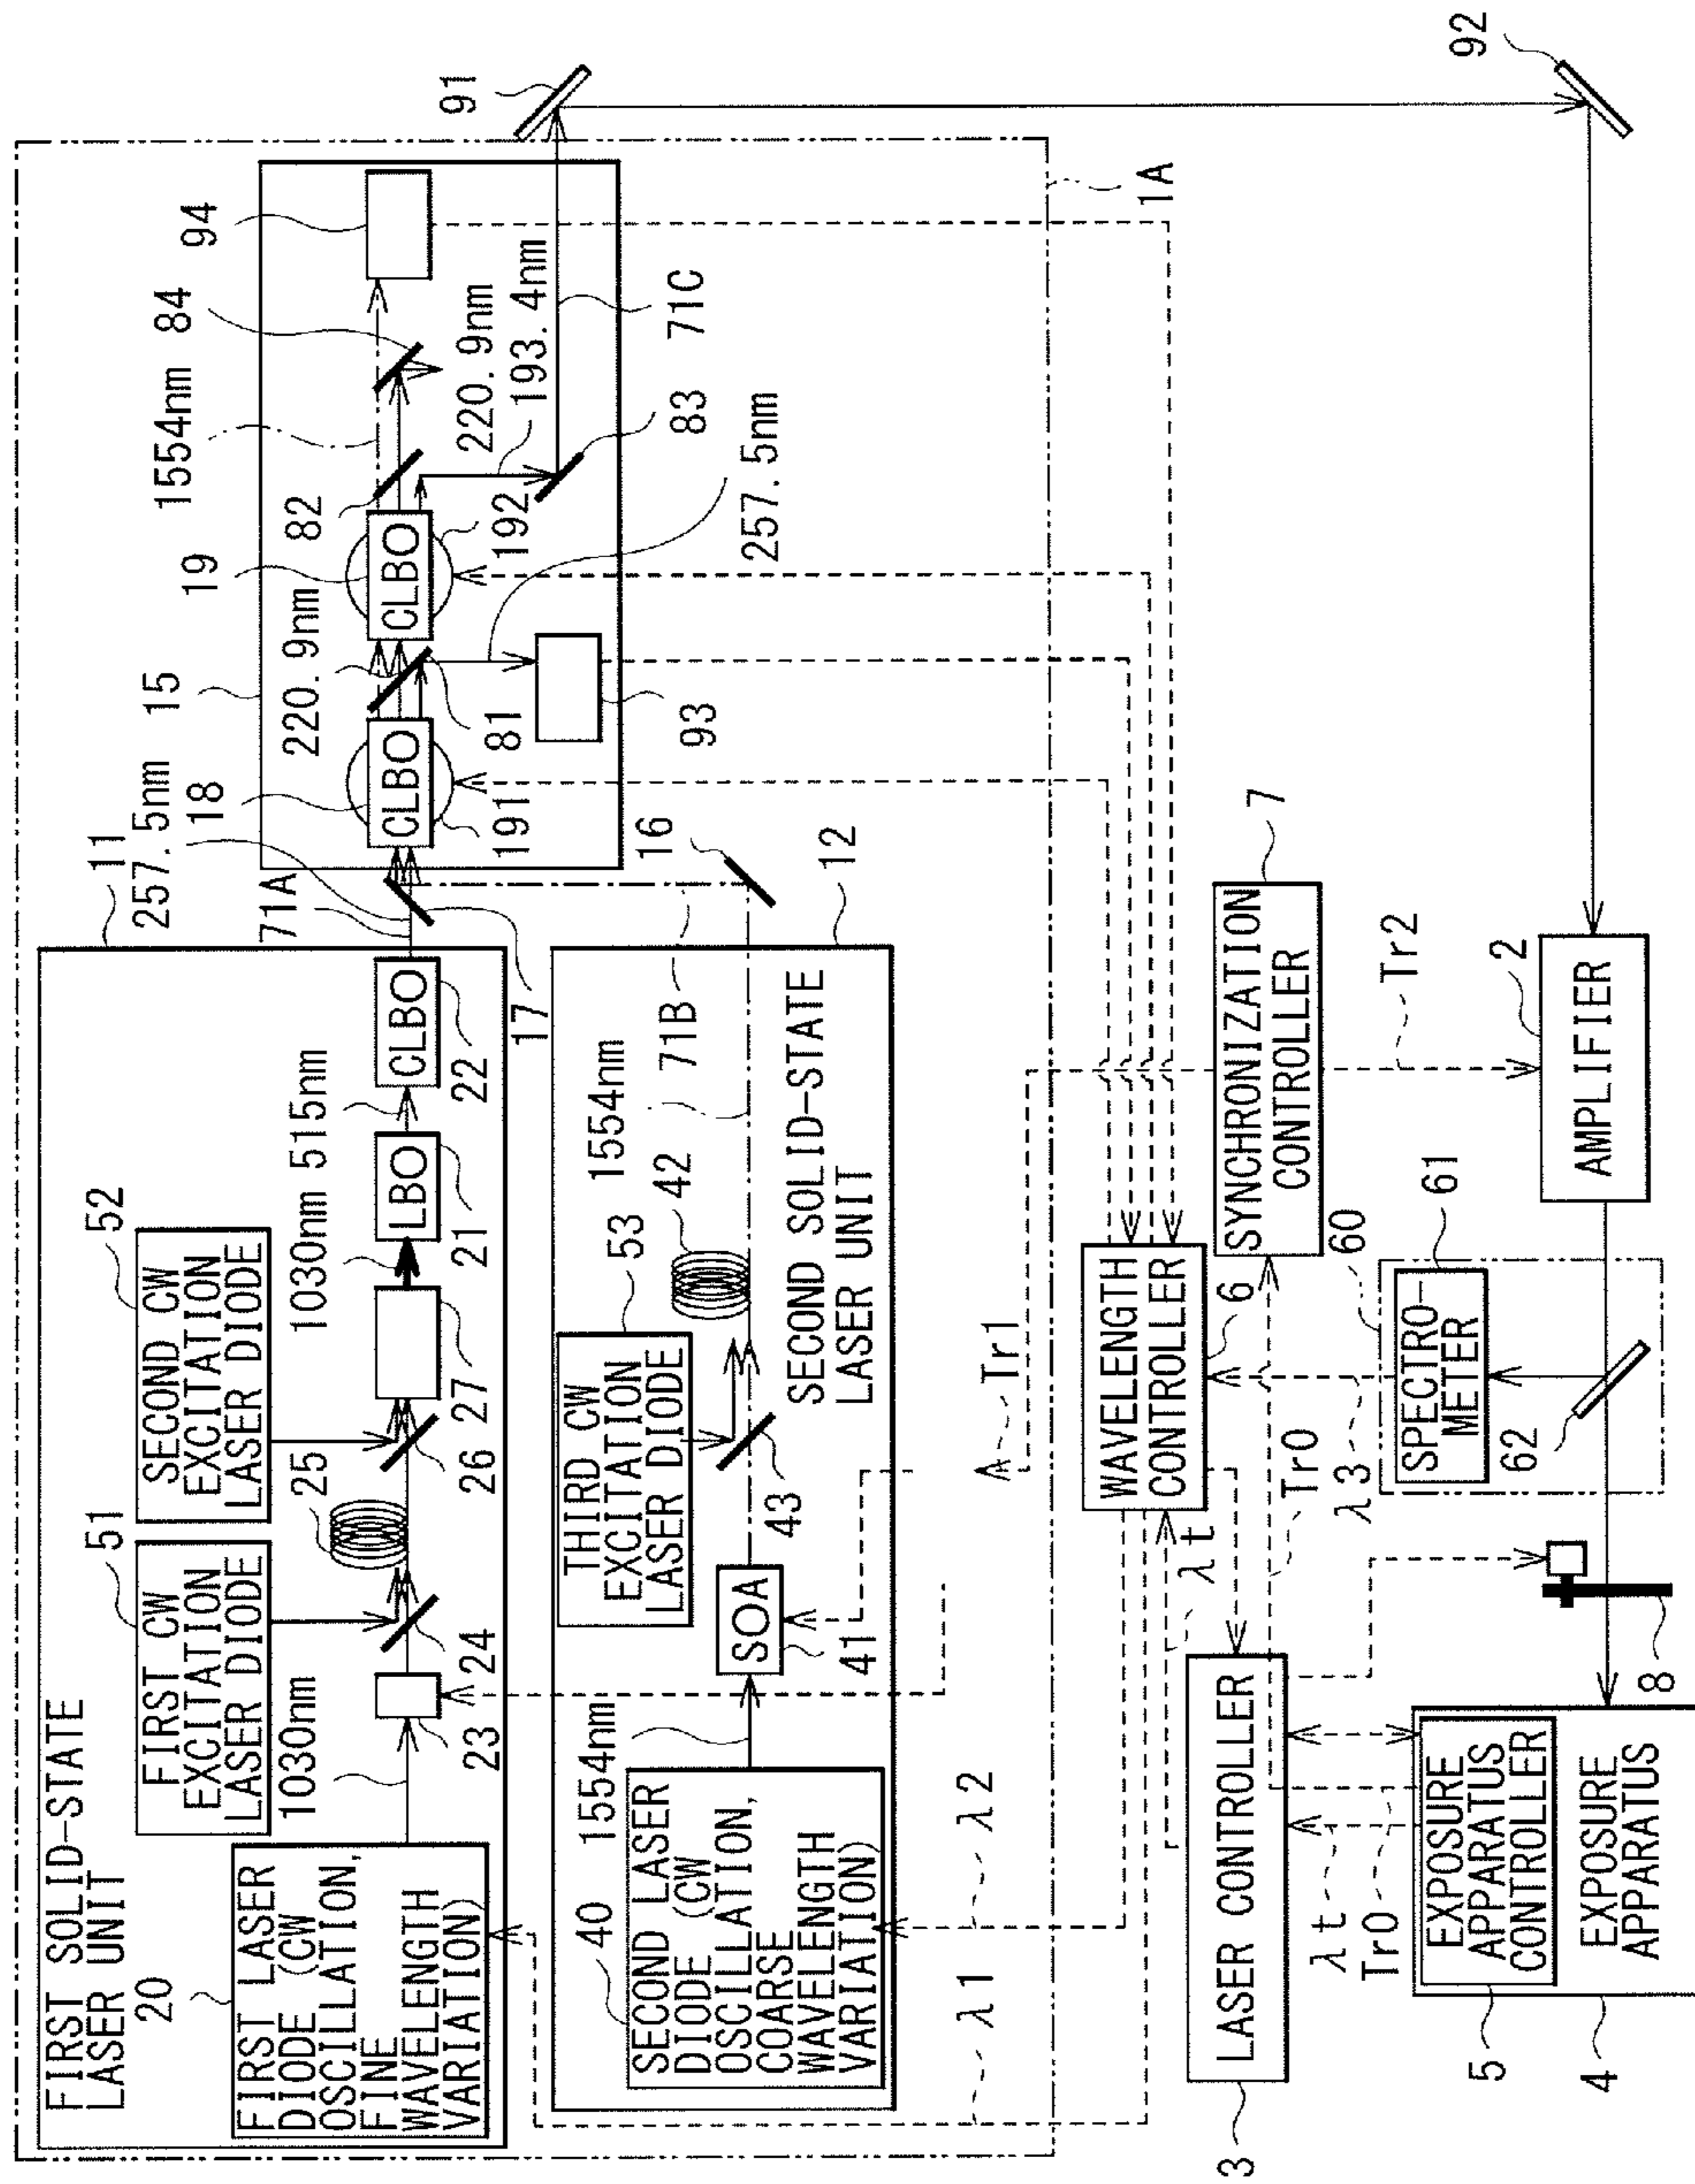 FIRST SOLID-STATE
LASER UNIT
20
FIRST LASER
DIODE (CW
OSCILLATION,
FINE
WAVELENGTH
VARIATION)
1030nm
23
51
FIRST CW
EXCITATION
LASER DIODE
24
25
52
SECOND CW
EXCITATION
LASER DIODE
26
27
1030nm
515nm
LBO
21
CLBO
22
11
257. 5nm
71A
17
40
SECOND LASER
DIODE (CW
OSCILLATION,
COARSE
WAVELENGTH
VARIATION)
1554nm
SOA
41
THIRD CW
EXCITATION
LASER DIODE
53
43
42
1554nm
71B
SECOND SOLID-STATE
LASER UNIT
12
16
15
18
CLBO
191
220. 9nm
81
93
19
CLBO
192
82
1554nm
84
94
220. 9nm
193. 4nm
83
257. 5nm
71C
91
92
1A
λ1
λ2
WAVELENGTH
CONTROLLER
6
Tr1
SYNCHRONIZATION
CONTROLLER
7
Tr2
3
LASER CONTROLLER
λt
Tr0
λ3
λt
Tr0
60
SPECTRO-
METER
61
62
AMPLIFIER
2
8
EXPOSURE
APPARATUS
CONTROLLER
5
EXPOSURE
APPARATUS
4